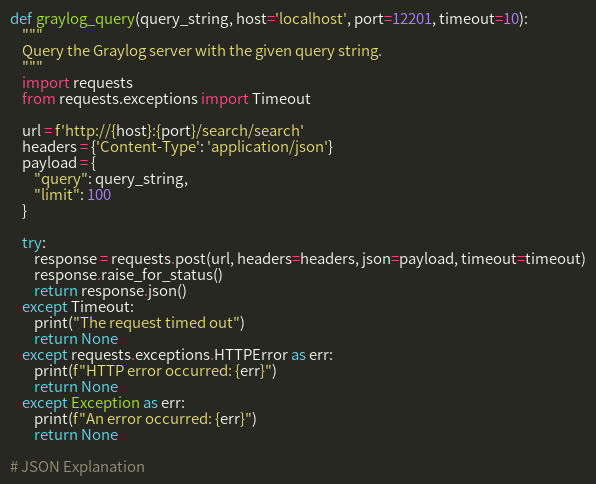 def graylog_query(query_string, host='localhost', port=12201, timeout=10):
    """
    Query the Graylog server with the given query string.
    """
    import requests
    from requests.exceptions import Timeout

    url = f'http://{host}:{port}/search/search'
    headers = {'Content-Type': 'application/json'}
    payload = {
        "query": query_string,
        "limit": 100
    }

    try:
        response = requests.post(url, headers=headers, json=payload, timeout=timeout)
        response.raise_for_status()
        return response.json()
    except Timeout:
        print("The request timed out")
        return None
    except requests.exceptions.HTTPError as err:
        print(f"HTTP error occurred: {err}")
        return None
    except Exception as err:
        print(f"An error occurred: {err}")
        return None

# JSON Explanation